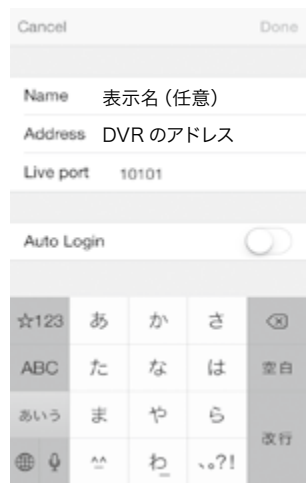 Cancel Done
Name 表示名（任意）
Address DVR のアドレス
Live port 10101
Auto Login
☆123 あ か さ
ABC た な は 空白
あいう ま や ら 改行
^^ わ_ 、。?!